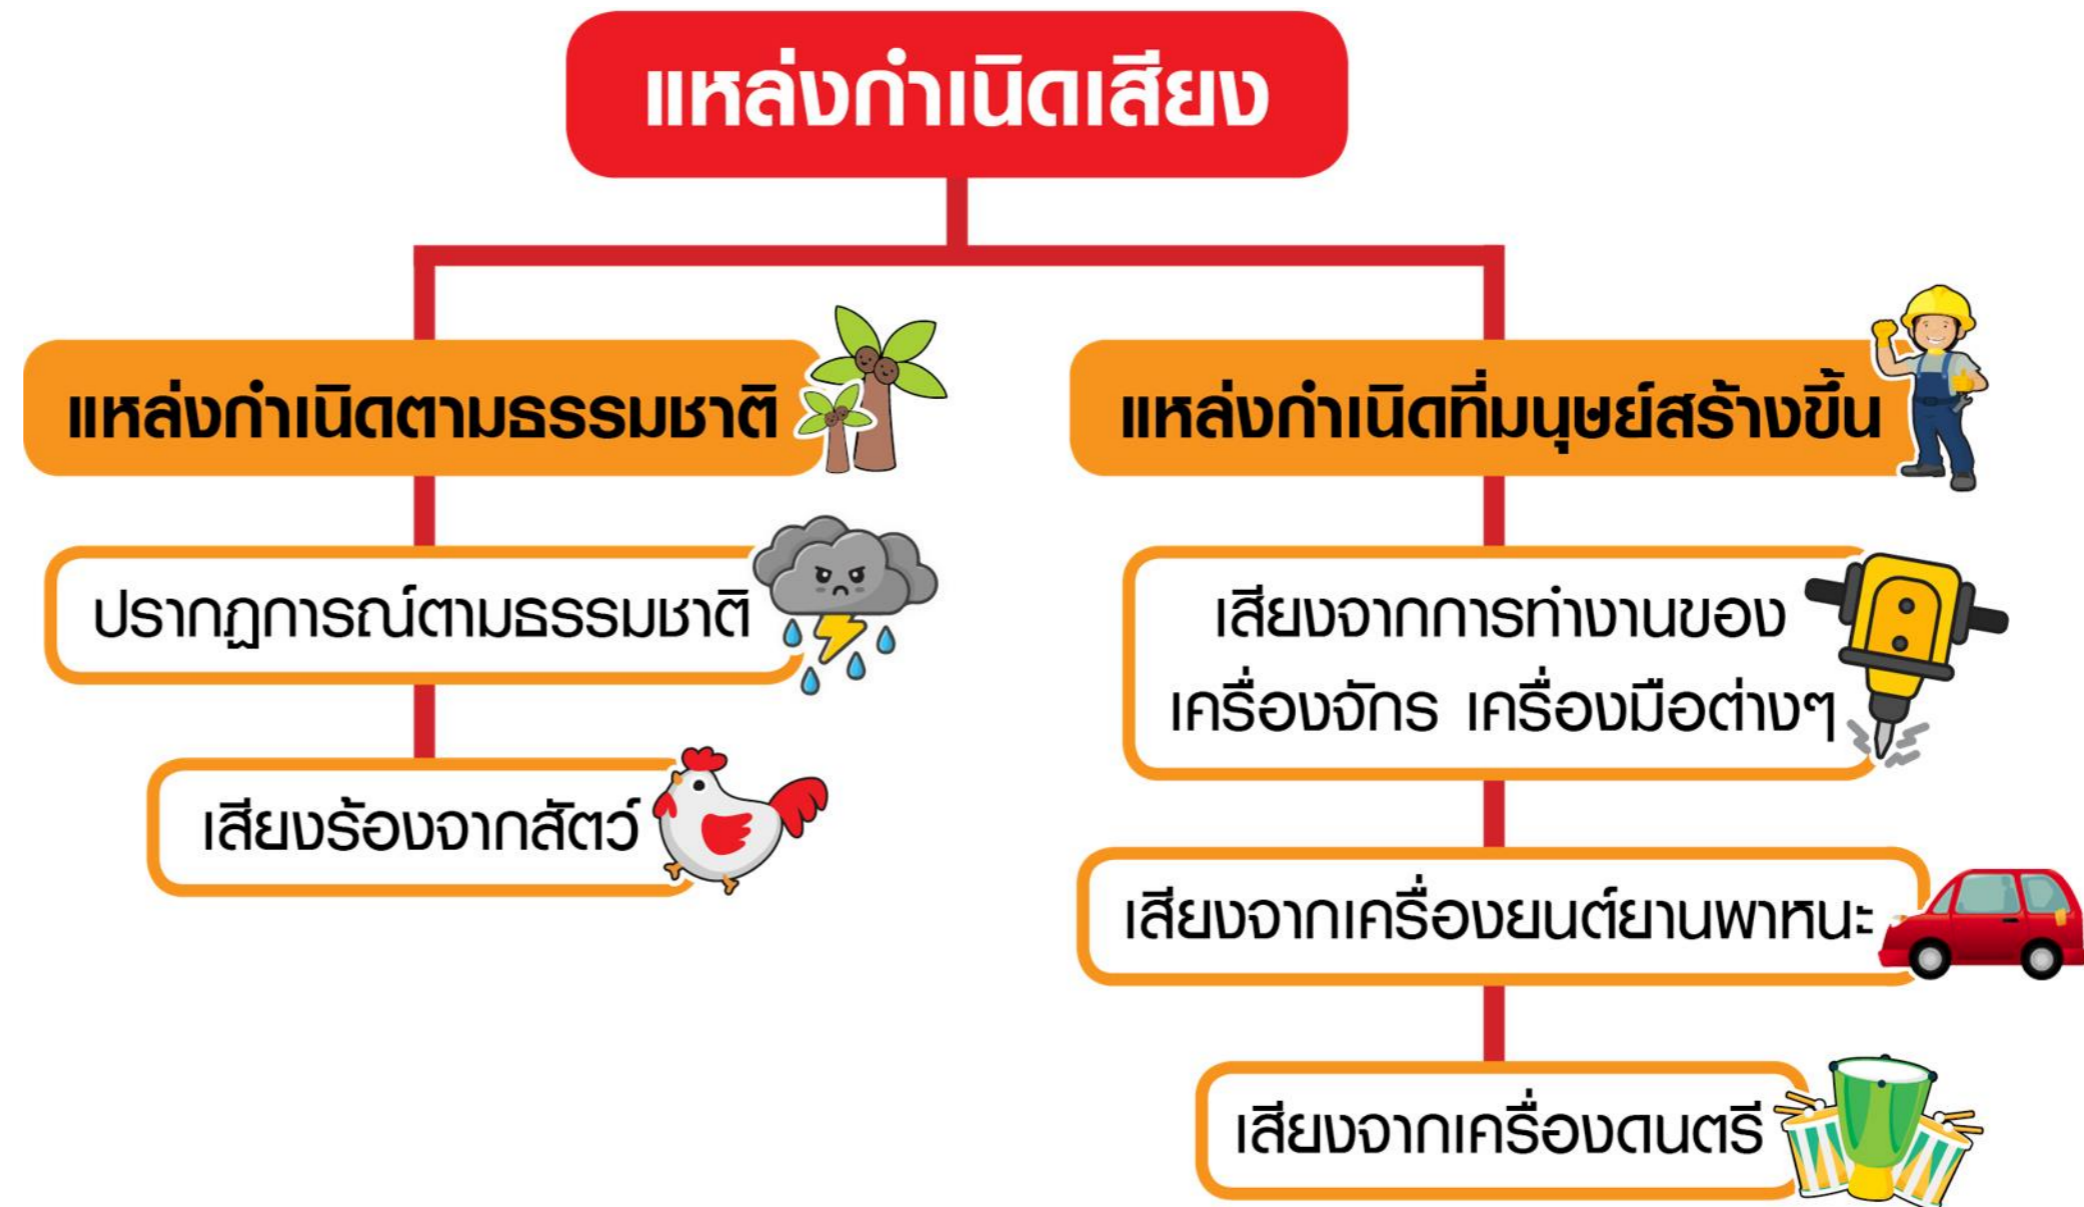 แหล่งกำเนิดเสียง
แหล่งกำเนิดตามธรรมชาติ
ปรากฏการณ์ตามธรรมชาติ
เสียงร้องจากสัตว์
แหล่งกำเนิดที่มนุษย์สร้างขึ้น
เสียงจากการทำงานของ
เครื่องจักร เครื่องมือต่างๆ
เสียงจากเครื่องยนต์ยานพาหนะ
เสียงจากเครื่องดนตรี